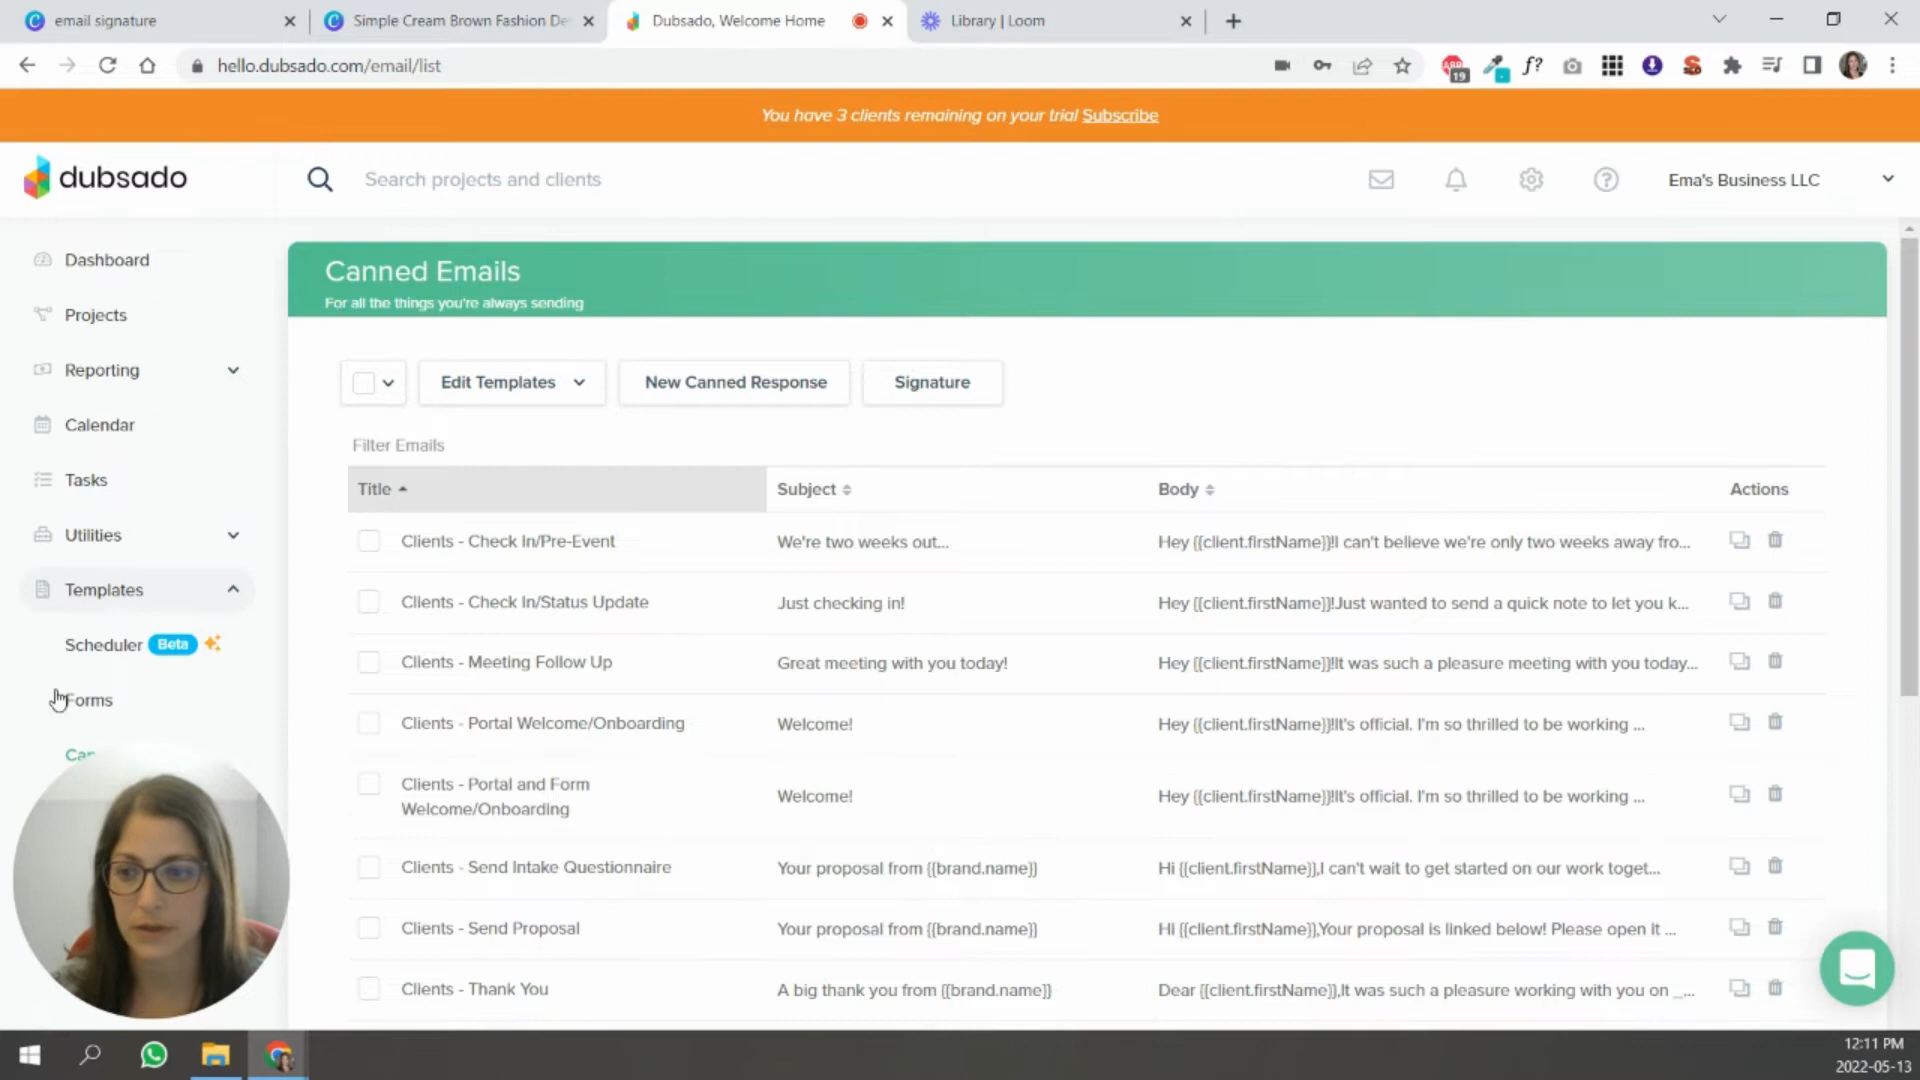 email signature
Simple Cream Brown Fashion De
Dubsado, Welcome Home
Library | Loom
hello.dubsado.com/email/list
19
f?
You have 3 clients remaining on your trial Subscribe
dubsado
Search projects and clients
Ema's Business LLC
Dashboard
Projects
Reporting
Calendar
Tasks
Utilities
Templates
Scheduler Beta
Forms
Can
Canned Emails
For all the things you're always sending
Edit Templates
New Canned Response
Signature
Filter Emails
Title
Subject
Body
Actions
Clients - Check In/Pre-Event
We're two weeks out...
Hey {{client.firstName}}!I can't believe we're only two weeks away fro...
Clients - Check In/Status Update
Just checking in!
Hey {{client.firstName}}!Just wanted to send a quick note to let you k...
Clients - Meeting Follow Up
Great meeting with you today!
Hey {{client.firstName}}!It was such a pleasure meeting with you today...
Clients - Portal Welcome/Onboarding
Welcome!
Hey {{client.firstName}}!It's official. I'm so thrilled to be working ...
Clients - Portal and Form
Welcome/Onboarding
Welcome!
Hey {{client.firstName}}!It's official. I'm so thrilled to be working ...
Clients - Send Intake Questionnaire
Your proposal from {{brand.name}}
Hi {{client.firstName}},I can't wait to get started on our work toget...
Clients - Send Proposal
Your proposal from {{brand.name}}
Hi {{client.firstName}},Your proposal is linked below! Please open it ...
Clients - Thank You
A big thank you from {{brand.name}}
Dear {{client.firstName}},It was such a pleasure working with you on _...
12:11 PM
2022-05-13